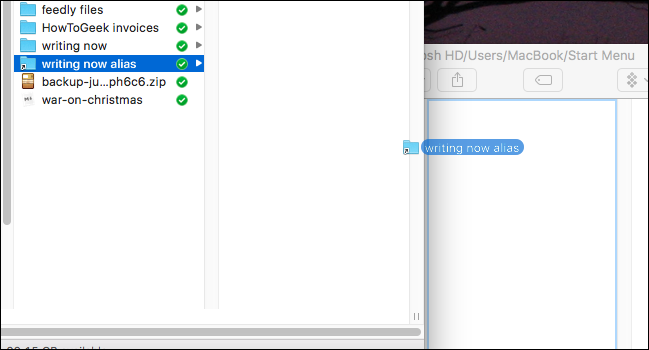 feedly files
HowToGeek invoices
writing now
writing now alias
backup-ju...ph6c6.zip
war-on-christmas
osh HD/Users/MacBook/Start Menu
writing now alias